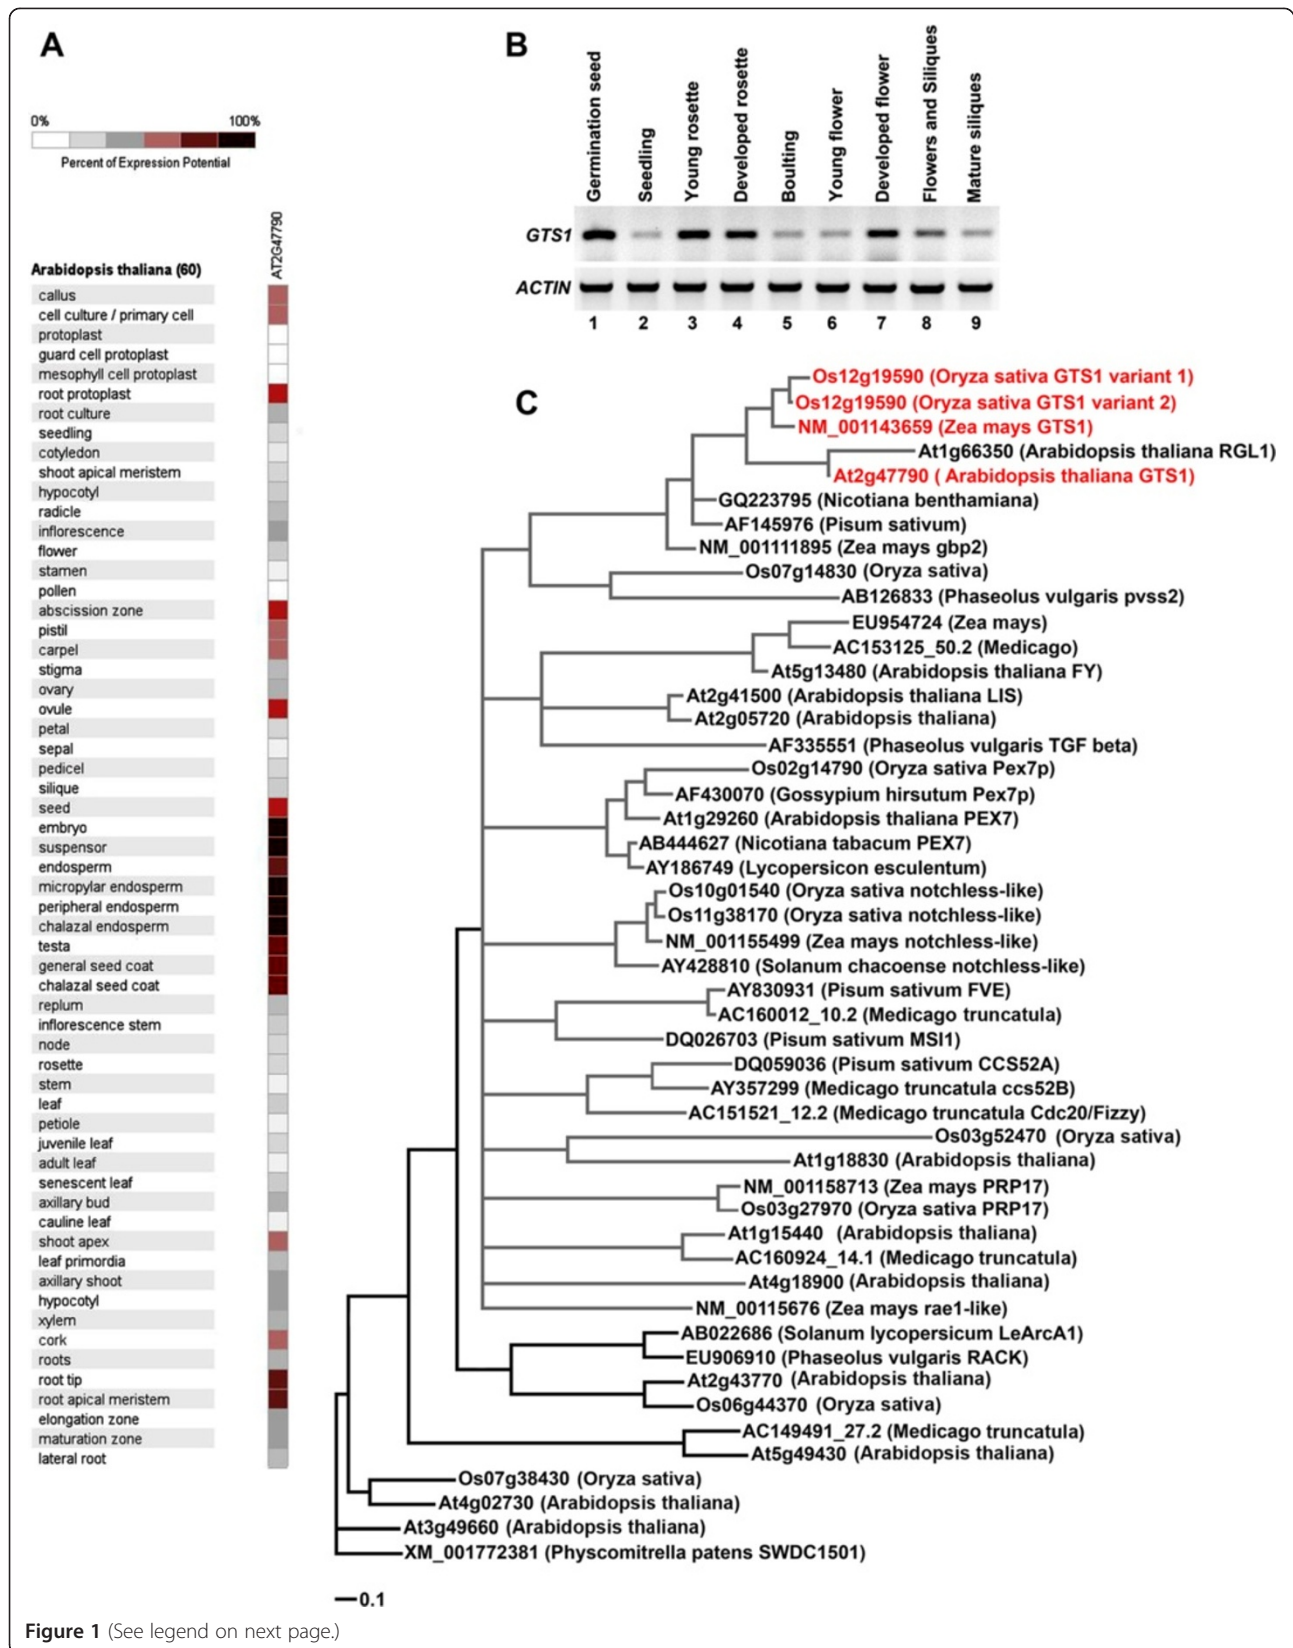 A
0% 100%
Percent of Expression Potential
AT2G47790
Arabidopsis thaliana (60)
callus
cell culture / primary cell
protoplast
guard cell protoplast
mesophyll cell protoplast
root protoplast
root culture
seedling
cotyledon
shoot apical meristem
hypocotyl
radicle
inflorescence
flower
stamen
pollen
abscission zone
pistil
carpel
stigma
ovary
ovule
petal
sepal
pedicel
silique
seed
embryo
suspensor
endosperm
micropylar endosperm
peripheral endosperm
chalazal endosperm
testa
general seed coat
chalazal seed coat
replum
inflorescence stem
node
rosette
stem
leaf
petiole
juvenile leaf
adult leaf
senescent leaf
axillary bud
cauline leaf
shoot apex
leaf primordia
axillary shoot
hypocotyl
xylem
cork
roots
root tip
root apical meristem
elongation zone
maturation zone
lateral root
B
Germination seed
Seedling
Young rosette
Developed rosette
Boulting
Young flower
Developed flower
Flowers and Siliques
Mature siliques
GTS1
ACTIN
1 2 3 4 5 6 7 8 9
C
Os12g19590 (Oryza sativa GTS1 variant 1)
Os12g19590 (Oryza sativa GTS1 variant 2)
NM_001143659 (Zea mays GTS1)
At1g66350 (Arabidopsis thaliana RGL1)
At2g47790 ( Arabidopsis thaliana GTS1)
GQ223795 (Nicotiana benthamiana)
AF145976 (Pisum sativum)
NM_001111895 (Zea mays gbp2)
Os07g14830 (Oryza sativa)
AB126833 (Phaseolus vulgaris pvss2)
EU954724 (Zea mays)
AC153125_50.2 (Medicago)
At5g13480 (Arabidopsis thaliana FY)
At2g41500 (Arabidopsis thaliana LIS)
At2g05720 (Arabidopsis thaliana)
AF335551 (Phaseolus vulgaris TGF beta)
Os02g14790 (Oryza sativa Pex7p)
AF430070 (Gossypium hirsutum Pex7p)
At1g29260 (Arabidopsis thaliana PEX7)
AB444627 (Nicotiana tabacum PEX7)
AY186749 (Lycopersicon esculentum)
Os10g01540 (Oryza sativa notchless-like)
Os11g38170 (Oryza sativa notchless-like)
NM_001155499 (Zea mays notchless-like)
AY428810 (Solanum chacoense notchless-like)
AY830931 (Pisum sativum FVE)
AC160012_10.2 (Medicago truncatula)
DQ026703 (Pisum sativum MSI1)
DQ059036 (Pisum sativum CCS52A)
AY357299 (Medicago truncatula ccs52B)
AC151521_12.2 (Medicago truncatula Cdc20/Fizzy)
Os03g52470 (Oryza sativa)
At1g18830 (Arabidopsis thaliana)
NM_001158713 (Zea mays PRP17)
Os03g27970 (Oryza sativa PRP17)
At1g15440 (Arabidopsis thaliana)
AC160924_14.1 (Medicago truncatula)
At4g18900 (Arabidopsis thaliana)
NM_00115676 (Zea mays rae1-like)
AB022686 (Solanum lycopersicum LeArcA1)
EU906910 (Phaseolus vulgaris RACK)
At2g43770 (Arabidopsis thaliana)
Os06g44370 (Oryza sativa)
AC149491_27.2 (Medicago truncatula)
At5g49430 (Arabidopsis thaliana)
Os07g38430 (Oryza sativa)
At4g02730 (Arabidopsis thaliana)
At3g49660 (Arabidopsis thaliana)
XM_001772381 (Physcomitrella patens SWDC1501)
0.1
Figure 1 (See legend on next page.)